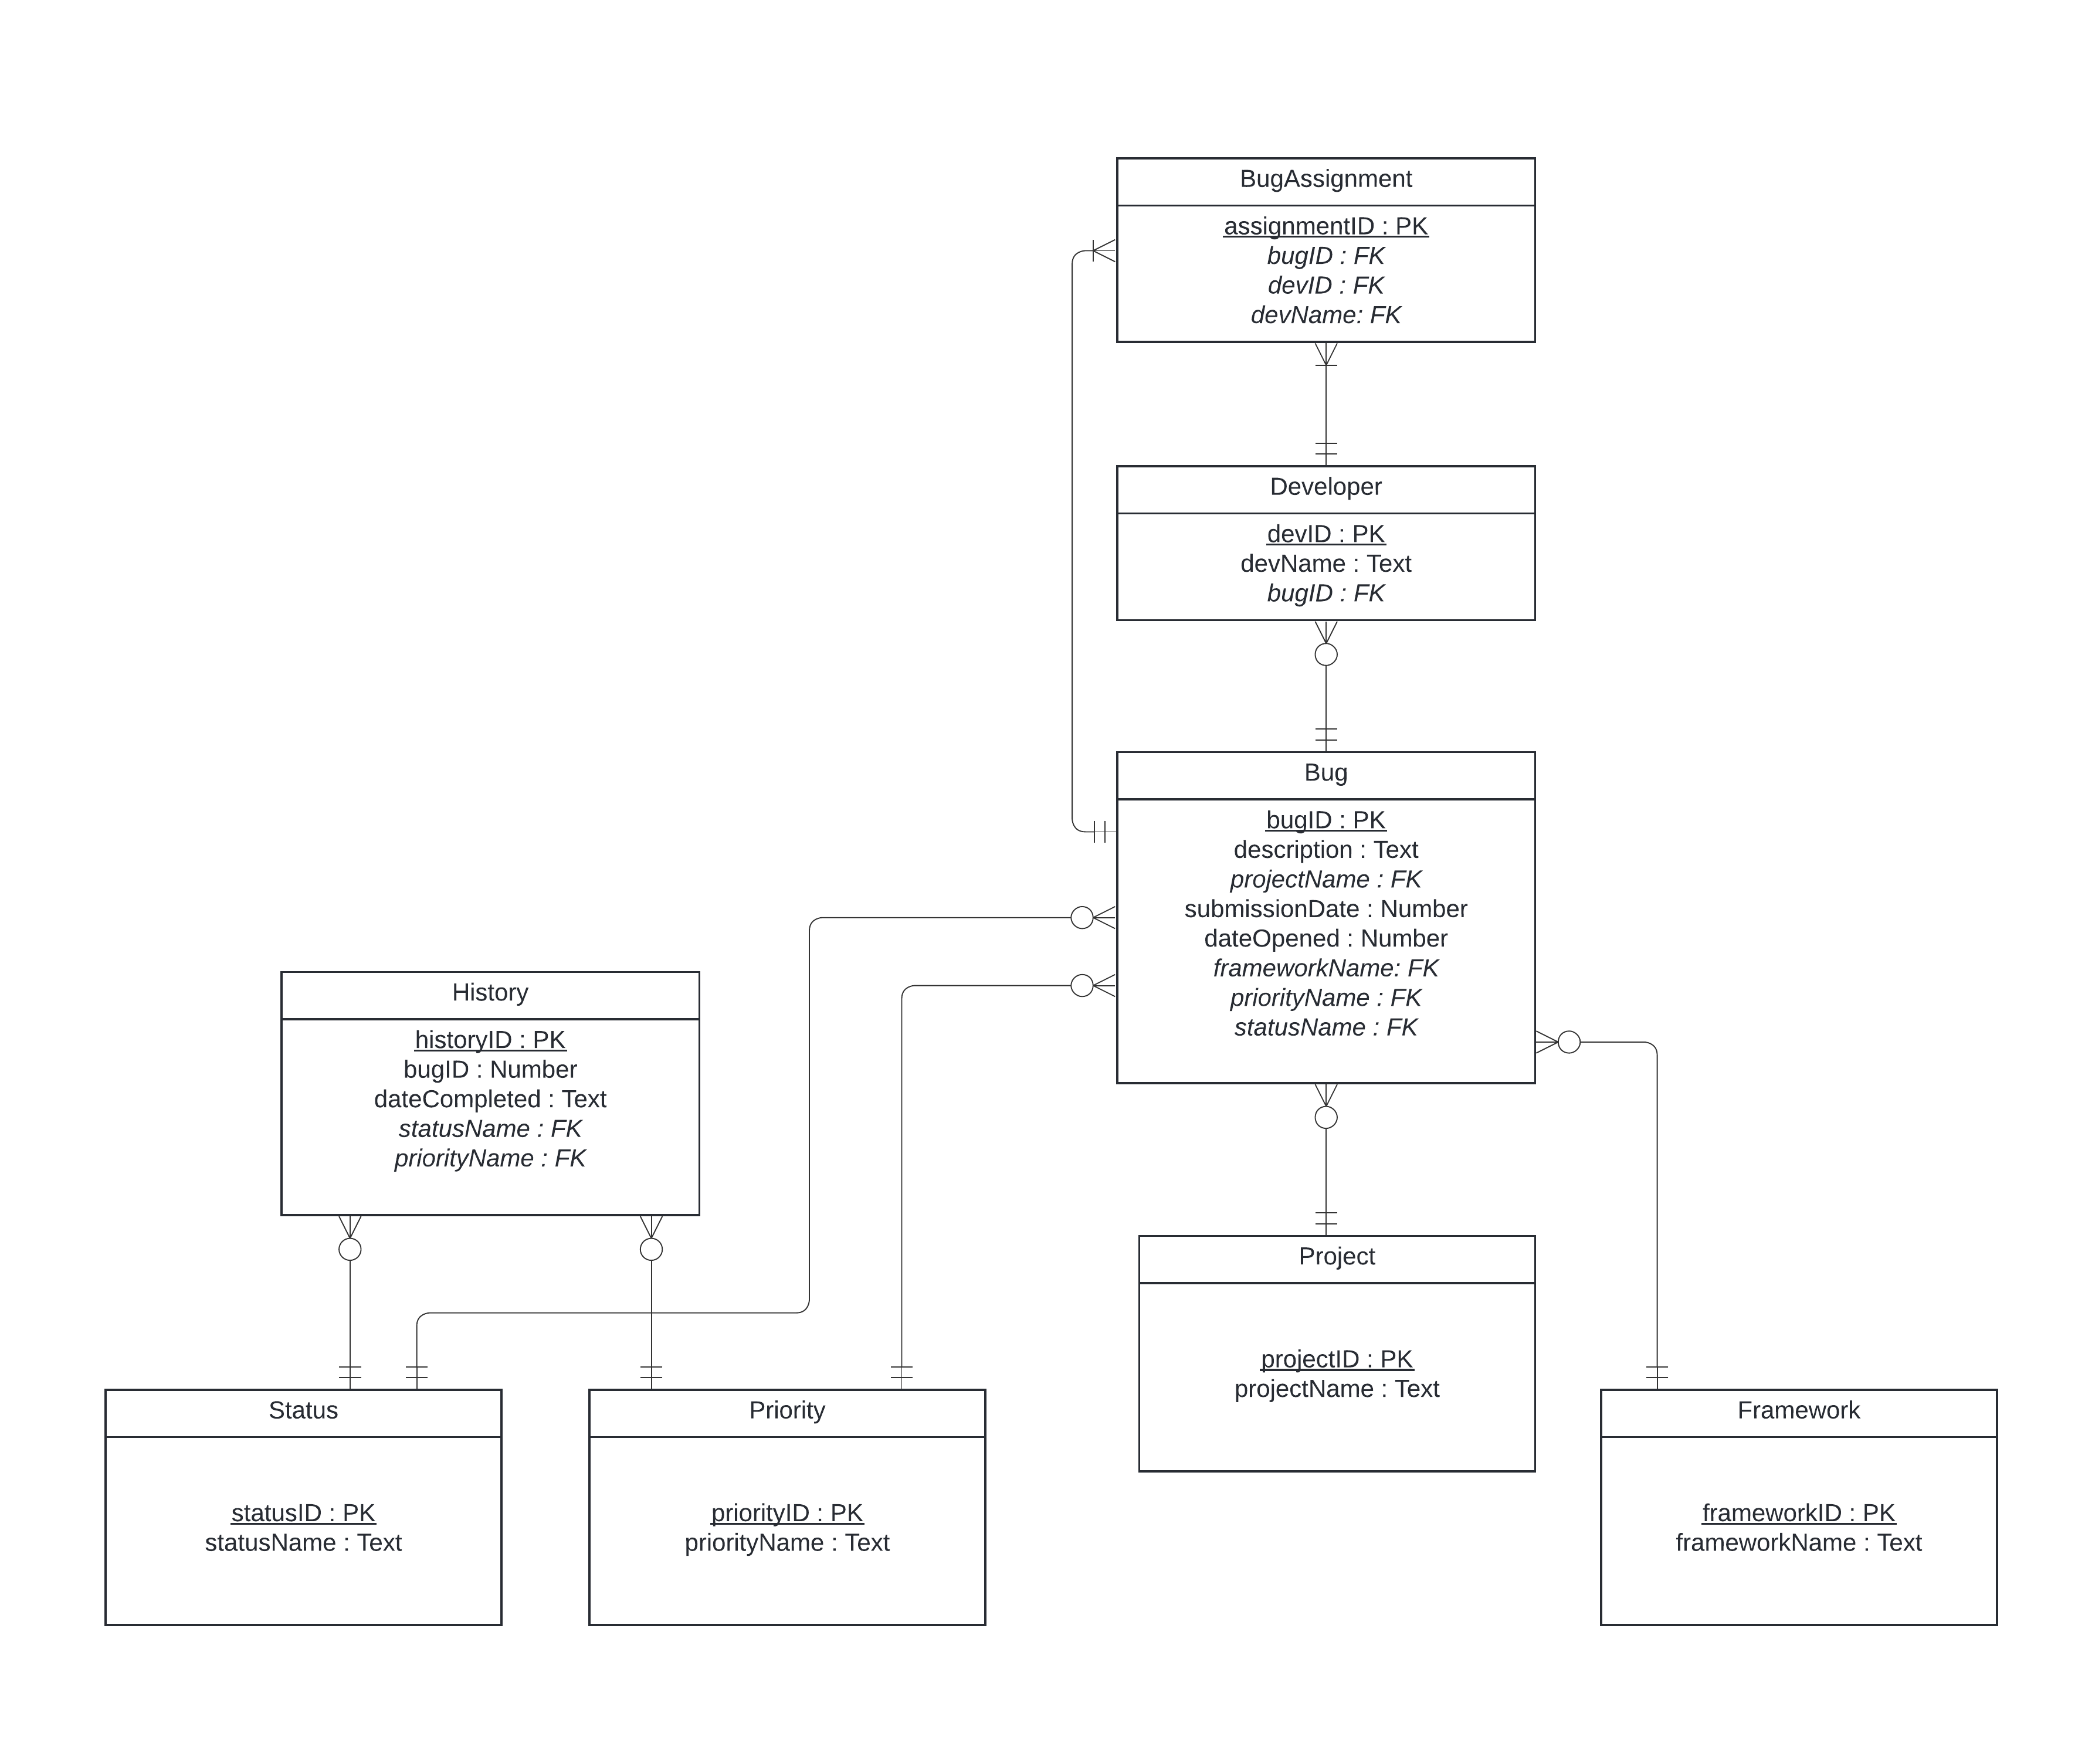 BugAssignment
assignmentID : PK
bugID : FK
devID : FK
devName: FK
Developer
devID : PK
devName : Text
bugID : FK
Bug
bugID : PK
description : Text
projectName : FK
submissionDate : Number
dateOpened : Number
frameworkName: FK
priorityName : FK
statusName : FK
History
historyID : PK
bugID : Number
dateCompleted : Text
statusName : FK
priorityName : FK
Project
projectID : PK
projectName : Text
Status
statusID : PK
statusName : Text
Priority
priorityID : PK
priorityName : Text
Framework
frameworkID : PK
frameworkName : Text